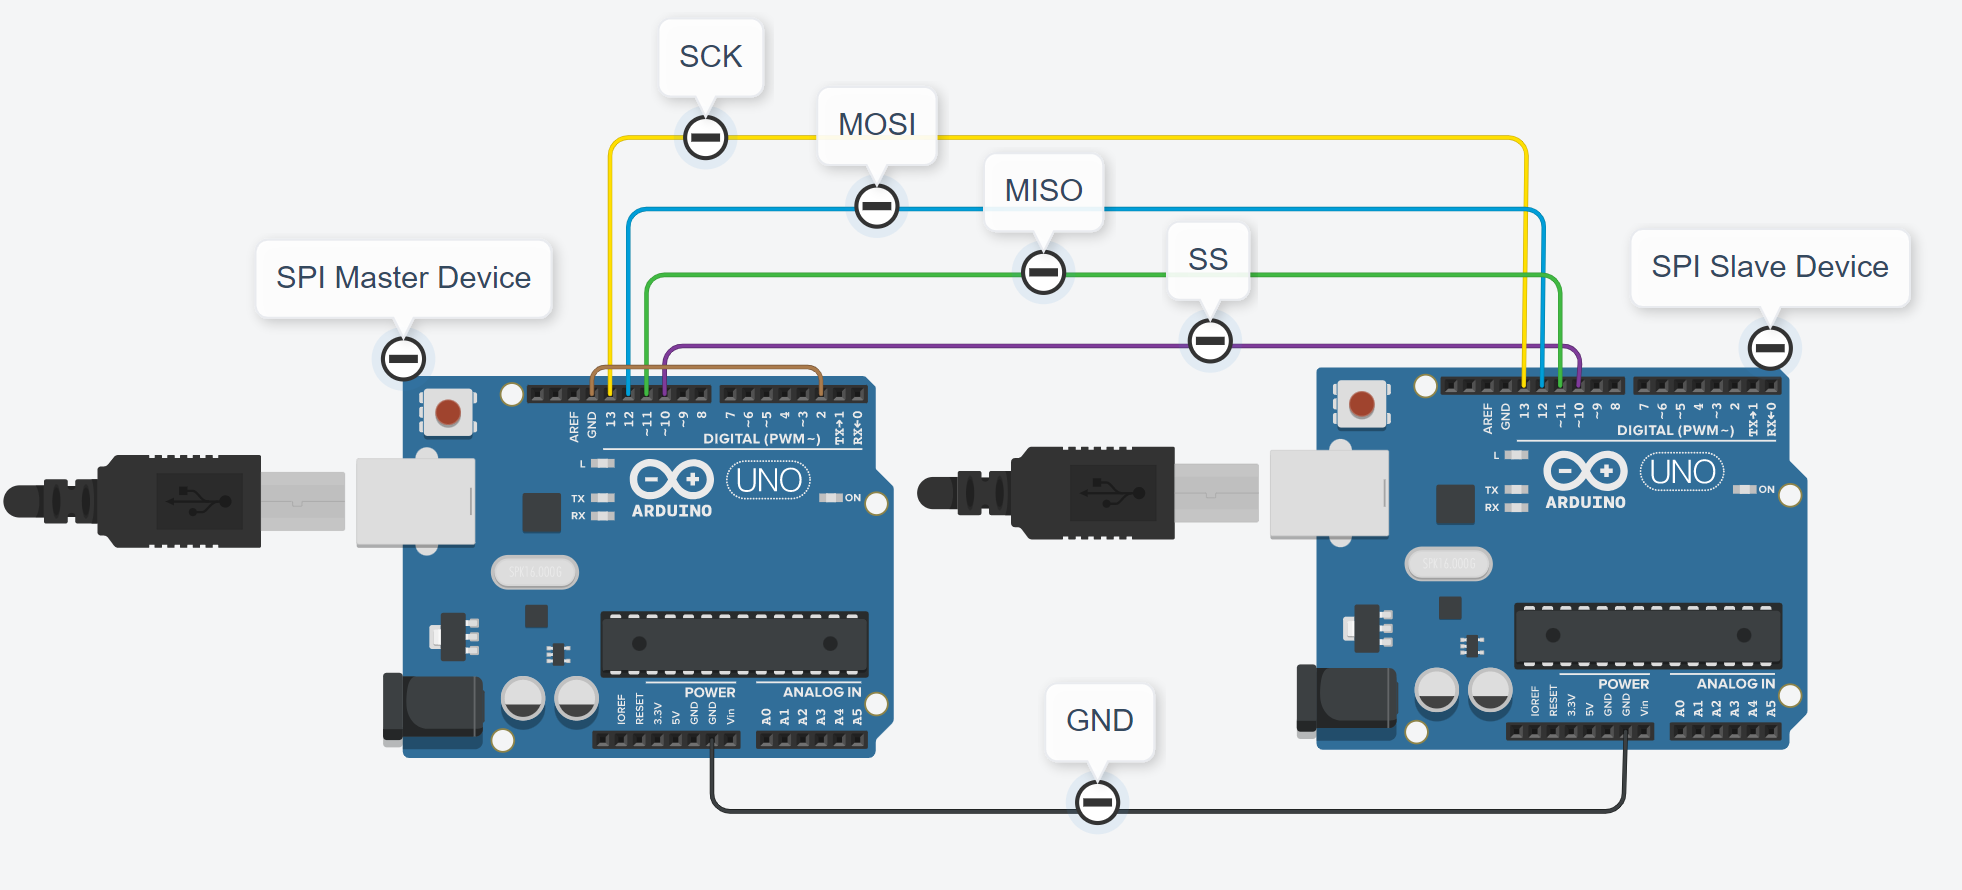 SCK
MOSI
MISO
SS
SPI Master Device
SPI Slave Device
AREF
GND
13
12
~11
~10
~9
8
7
~6
~5
4
~3
2
TX→1
RX←0
DIGITAL (PWM~)
L
TX
RX
UNO
ARDUINO
ON
SPK16.000G
POWER
ANALOG IN
IOREF
RESET
3.3V
5V
GND
GND
Vin
A0
A1
A2
A3
A4
A5
AREF
GND
13
12
~11
~10
~9
8
7
~6
~5
4
~3
2
TX→1
RX←0
DIGITAL (PWM~)
L
TX
RX
UNO
ARDUINO
ON
SPK16.000G
POWER
ANALOG IN
IOREF
RESET
3.3V
5V
GND
GND
Vin
A0
A1
A2
A3
A4
A5
GND